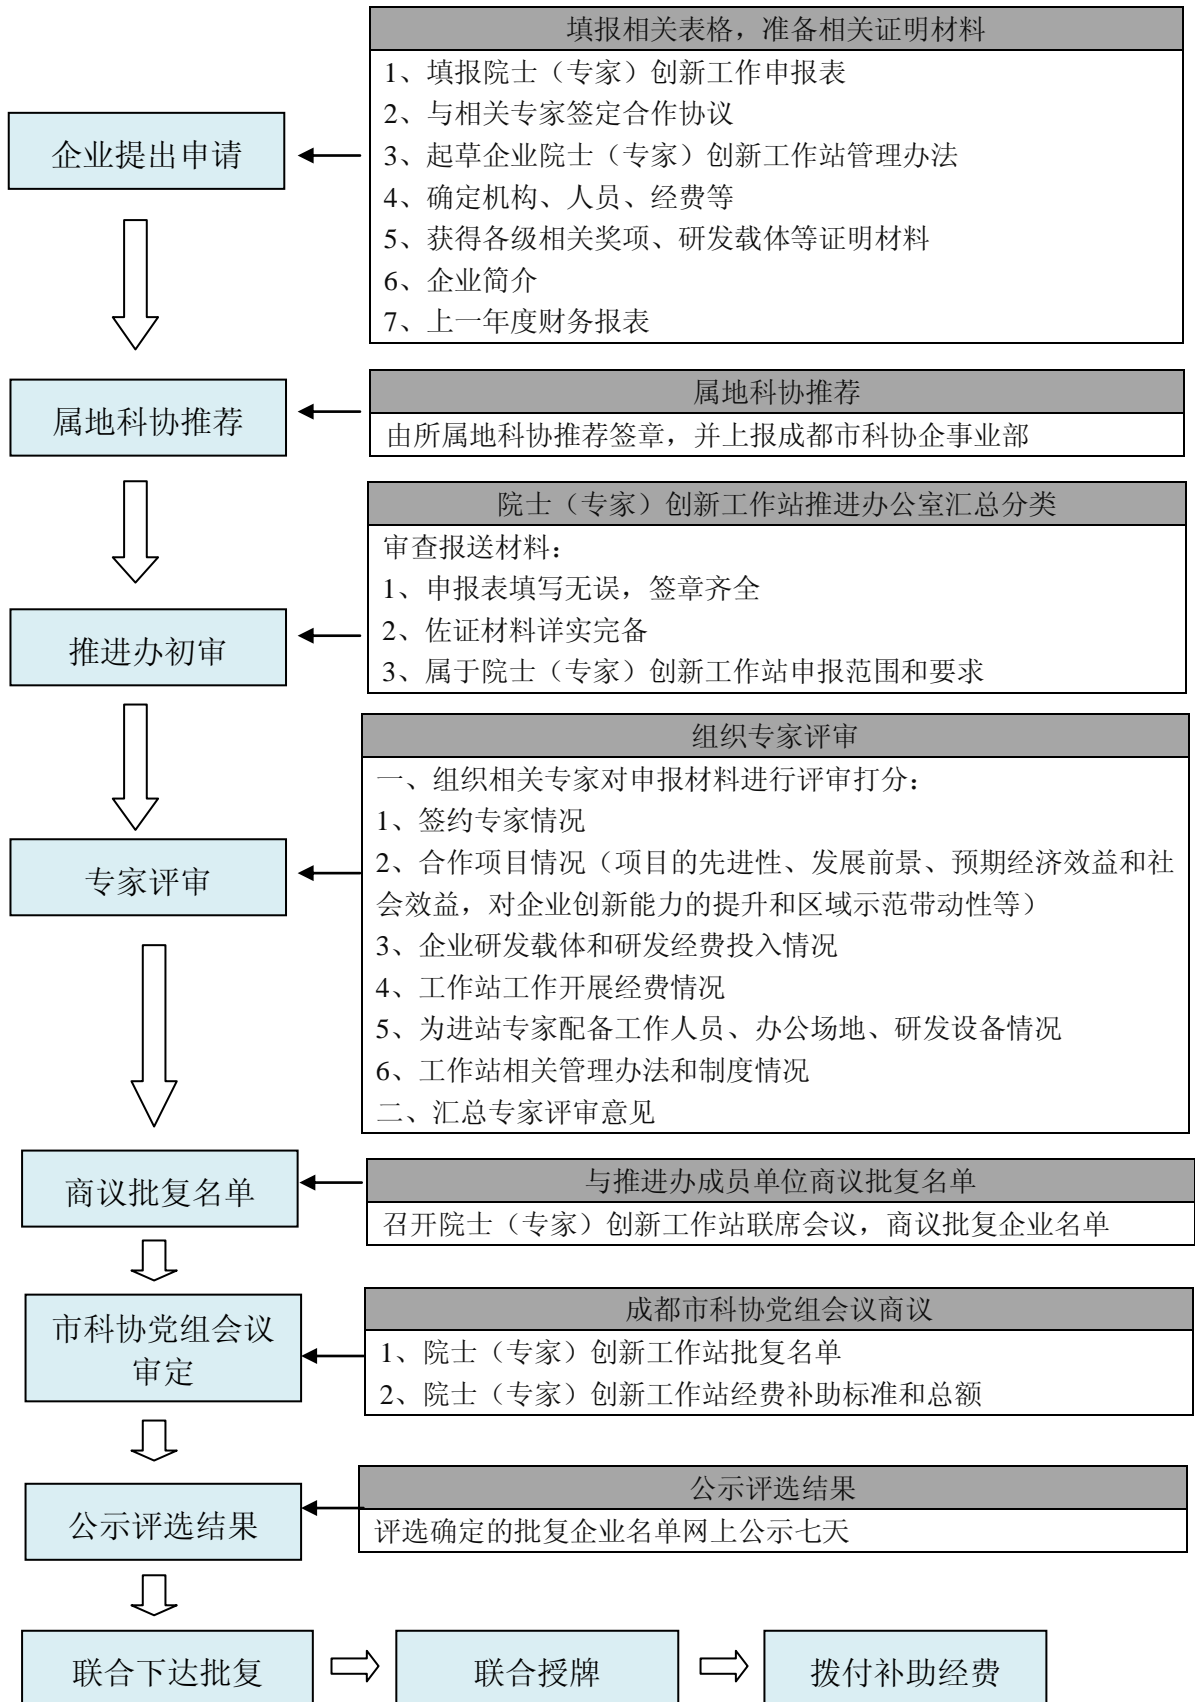 填报相关表格，准备相关证明材料
1、填报院士（专家）创新工作申报表
2、与相关专家签定合作协议
企业提出申请
3、起草企业院士（专家）创新工作站管理办法
4、确定机构、人员、经费等
5、获得各级相关奖项、研发载体等证明材料
6、企业简介
7、上一年度财务报表
属地科协推荐
属地科协推荐
由所属地科协推荐签章，并上报成都市科协企事业部
院士（专家）创新工作站推进办公室汇总分类
审查报送材料：
1、申报表填写无误，签章齐全
2、佐证材料详实完备
推进办初审
3、属于院士（专家）创新工作站申报范围和要求
组织专家评审
一、组织相关专家对申报材料进行评审打分：
1、签约专家情况
2、合作项目情况（项目的先进性、发展前景、预期经济效益和社
专家评审
会效益，对企业创新能力的提升和区域示范带动性等）
3、企业研发载体和研发经费投入情况
4、工作站工作开展经费情况
5、为进站专家配备工作人员、办公场地、研发设备情况
6、工作站相关管理办法和制度情况
二、汇总专家评审意见
商议批复名单
与推进办成员单位商议批复名单
召开院士（专家）创新工作站联席会议，商议批复企业名单
市科协党组会议
审定
成都市科协党组会议商议
1、院士（专家）创新工作站批复名单
2、院士（专家）创新工作站经费补助标准和总额
公示评选结果
公示评选结果
评选确定的批复企业名单网上公示七天
联合下达批复
联合授牌
拨付补助经费